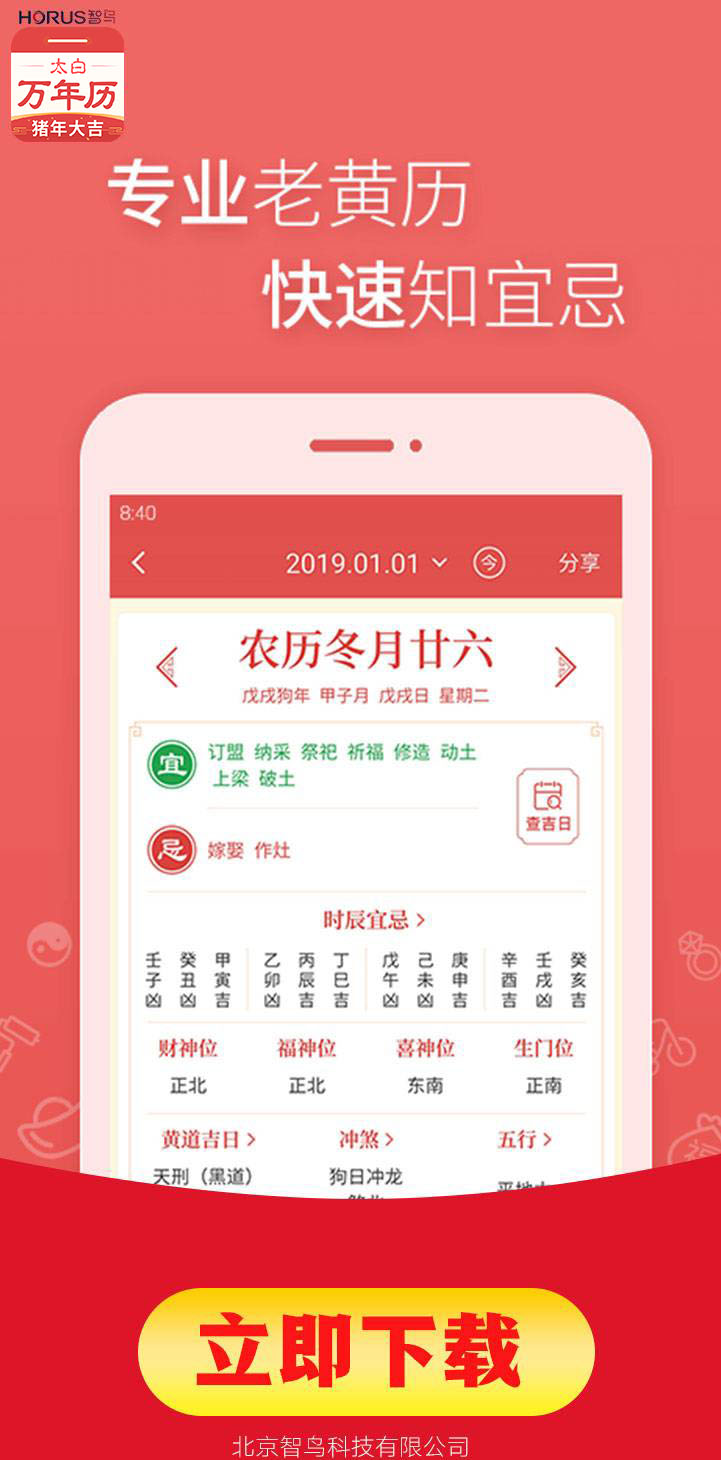 HORUS智鸟
太白
万年历
猪年大吉
专业老黄历
快速知宜忌
8:40
2019.01.01 今 分享
农历冬月廿六
戊戌狗年 甲子月 戊戌日 星期二
宜 订盟 纳采 祭祀 祈福 修造 动土
上梁 破土
查吉日
忌 嫁娶 作灶
时辰宜忌
壬子凶 癸丑凶 甲寅吉 乙卯凶 丙辰吉 丁巳吉 戊午凶 己未凶 庚申吉 辛酉吉 壬戌凶 癸亥吉
财神位 福神位 喜神位 生门位
正北 正北 东南 正南
黄道吉日 冲煞 五行
天刑（黑道） 狗日冲龙
立即下载
北京智鸟科技有限公司